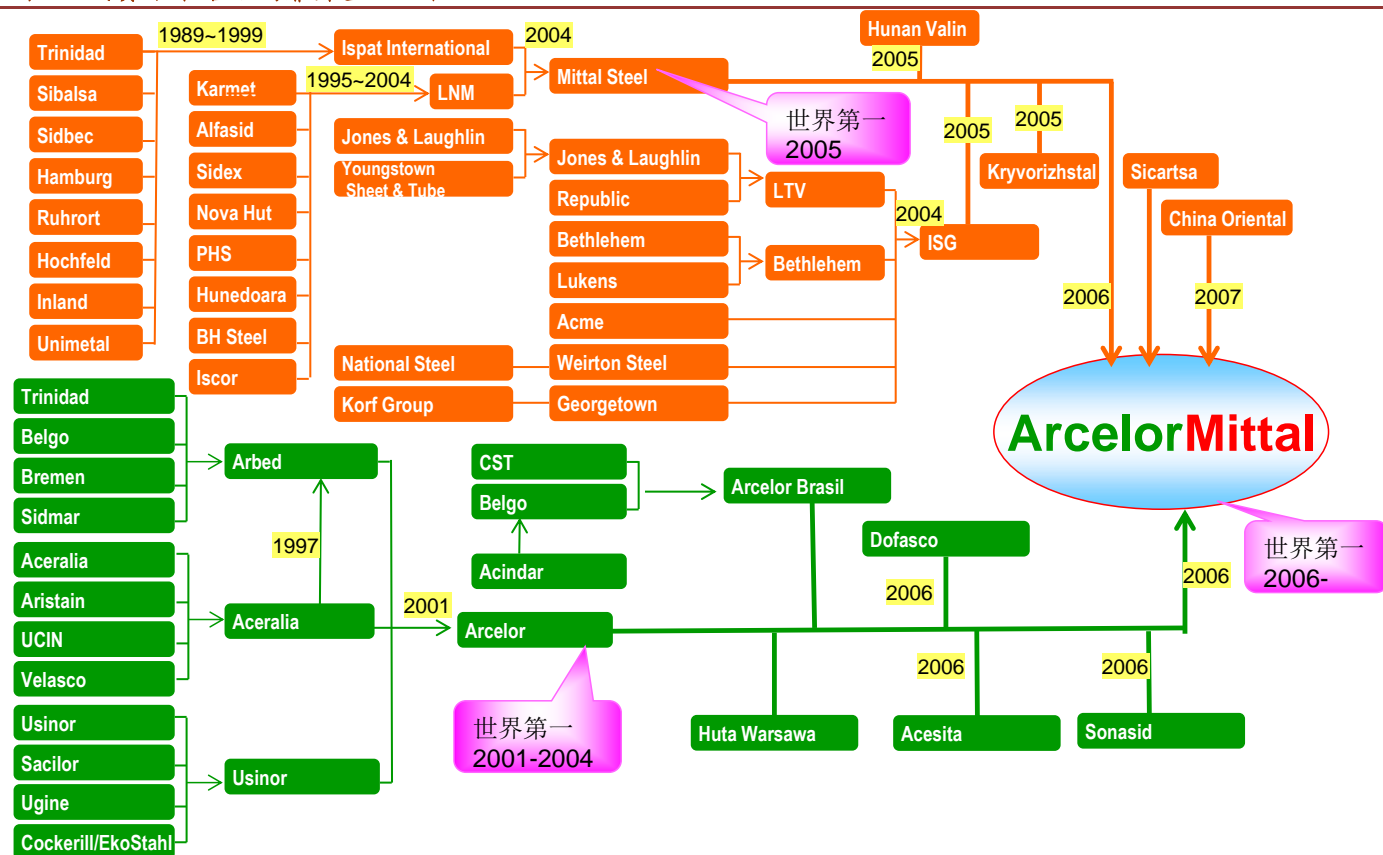 1989~1999
Trinidad
Sibalsa
Sidbec
Hamburg
Ruhrort
Hochfeld
Inland
Unimetal
Karmet
Alfasid
Sidex
Nova Hut
PHS
Hunedoara
BH Steel
Iscor
1995~2004
Ispat International
LNM
2004
Mittal Steel
世界第一
2005
Jones & Laughlin
Youngstown
Sheet & Tube
National Steel
Korf Group
Jones & Laughlin
Republic
Bethlehem
Lukens
Acme
Weirton Steel
Georgetown
LTV
Bethlehem
2004
ISG
Hunan Valin
2005
2005
2005
Kryvorizhstal
Sicartsa
China Oriental
2006
2007
ArcelorMittal
世界第一
2006-
Trinidad
Belgo
Bremen
Sidmar
Aceralia
Aristain
UCIN
Velasco
Usinor
Sacilor
Ugine
Cockerill/EkoStahl
Arbed
1997
Aceralia
Usinor
2001
Arcelor
世界第一
2001-2004
CST
Belgo
Acindar
Arcelor Brasil
Dofasco
2006
2006
2006
2006
Huta Warsawa
Acesita
Sonasid